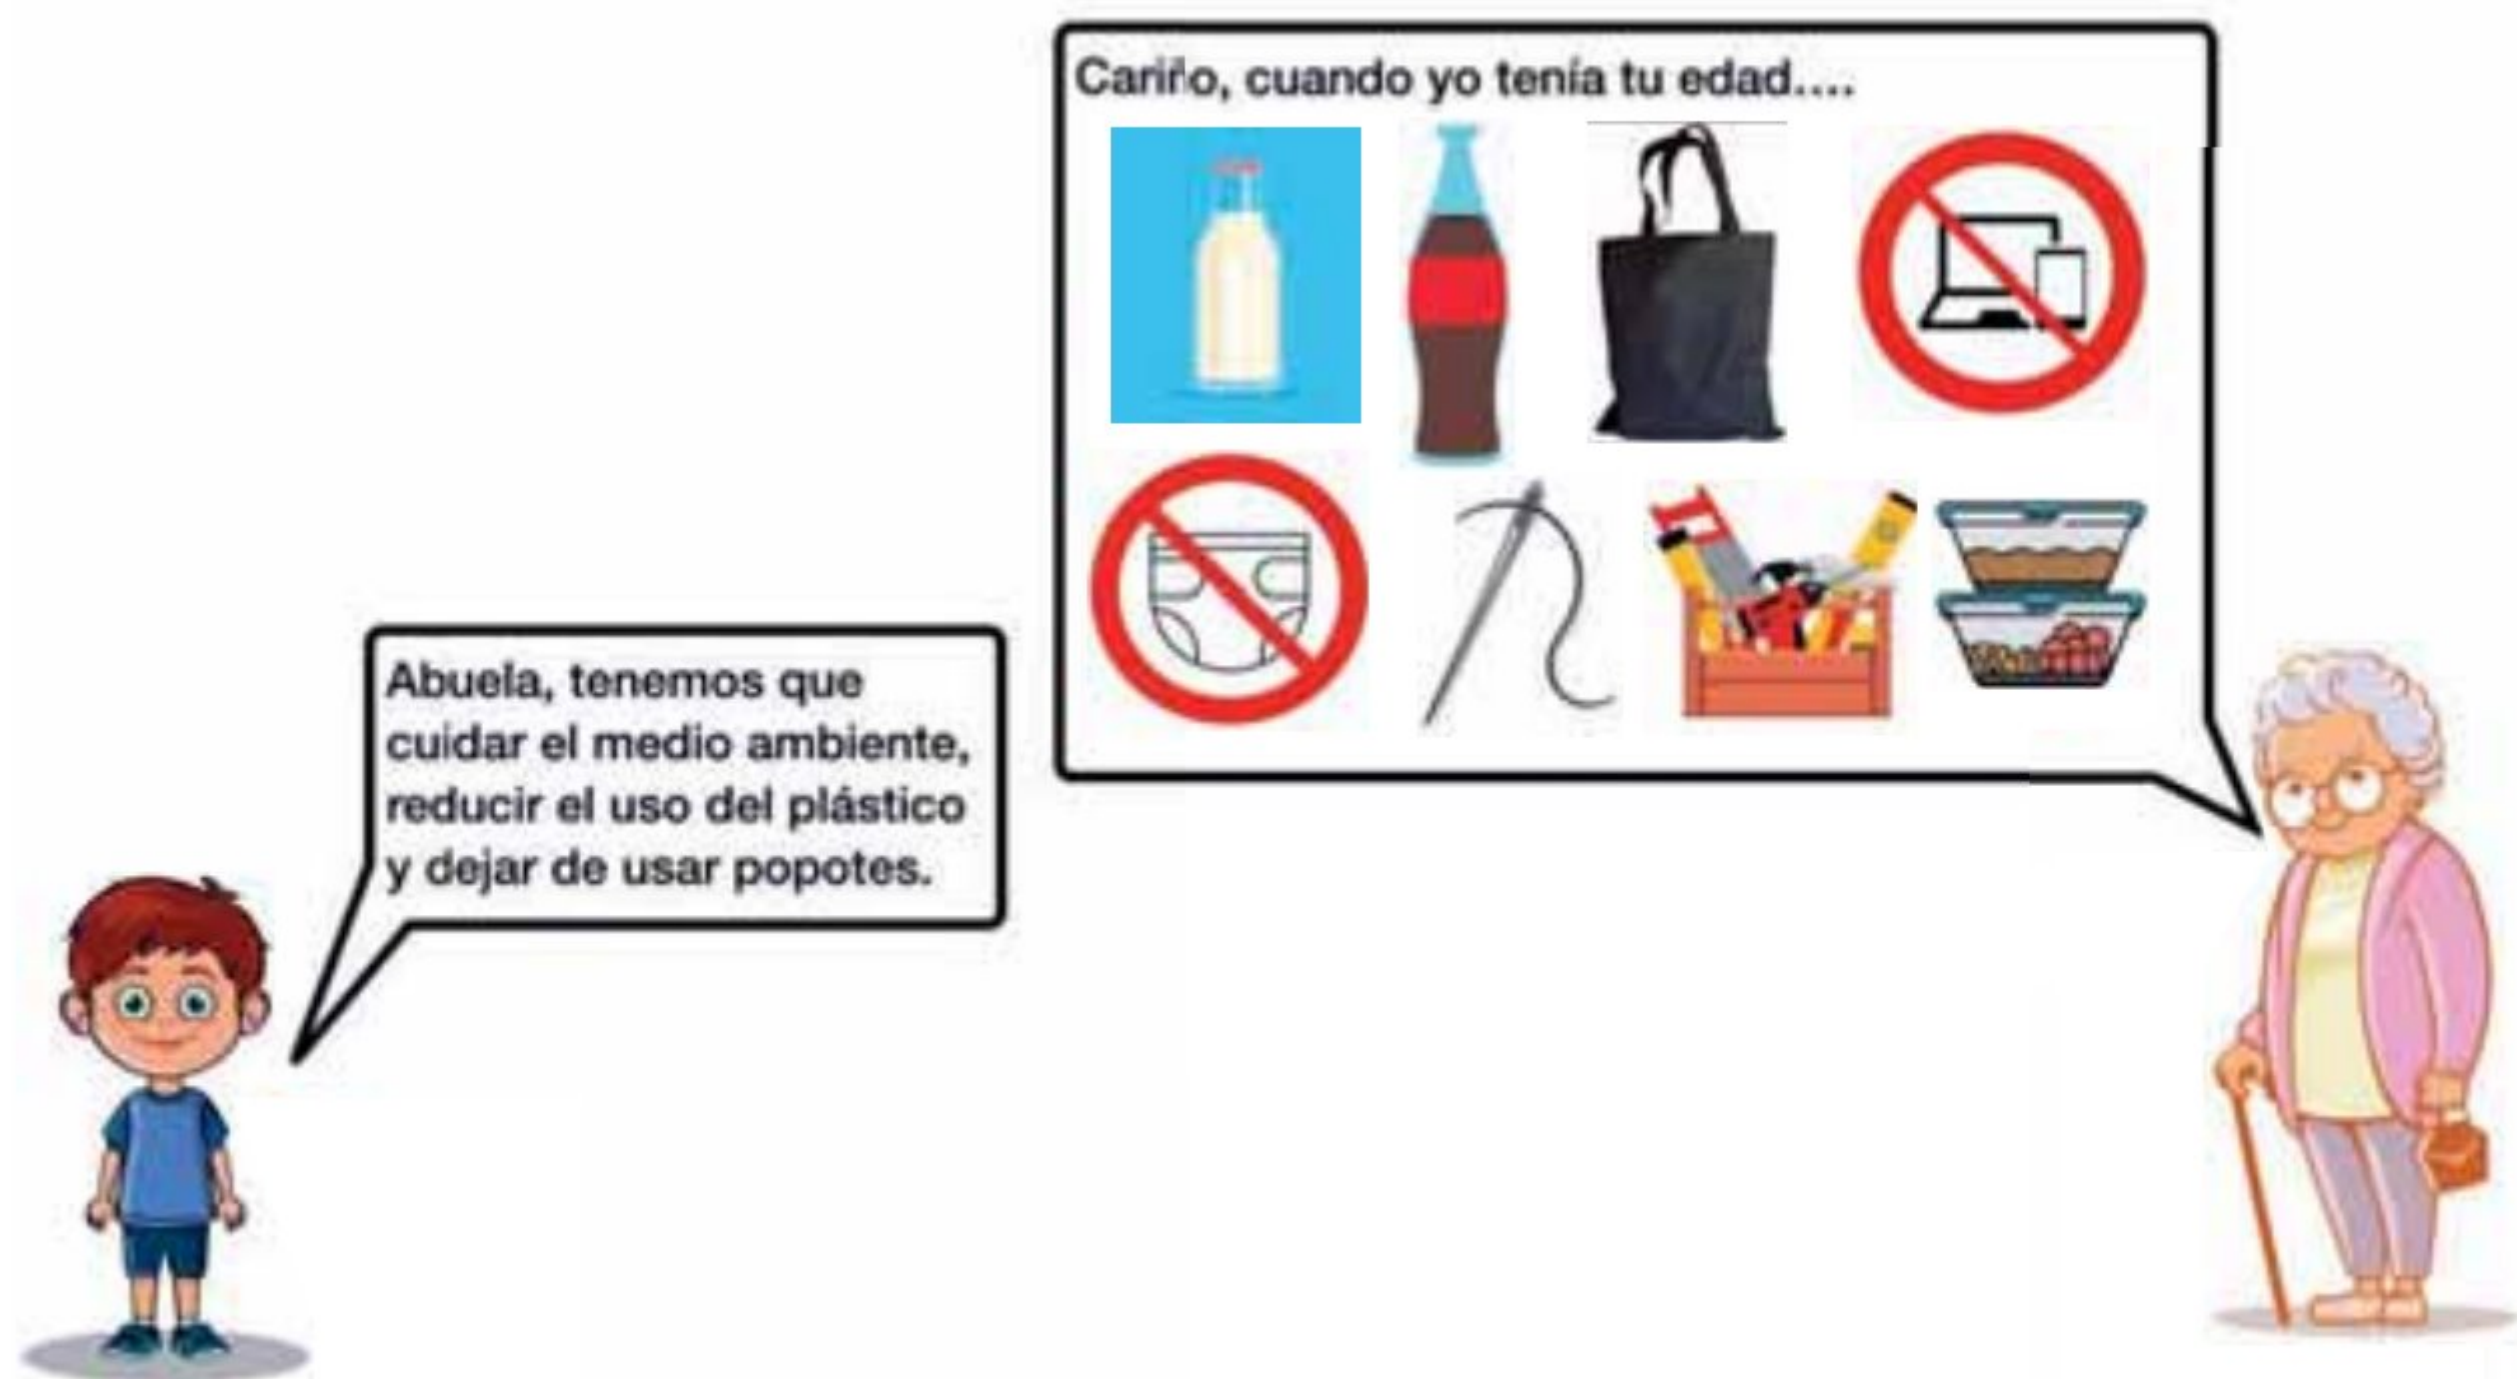 Cariño, cuando yo tenía tu edad....
Abuela, tenemos que
cuidar el medio ambiente,
reducir el uso del plástico
y dejar de usar popotes.